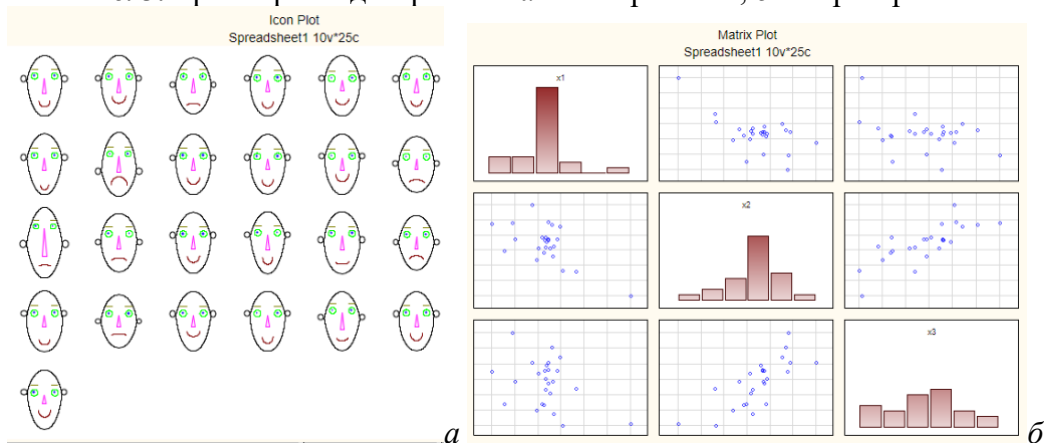 Icon Plot
Spreadsheet1 10v*25c
а
Matrix Plot
Spreadsheet1 10v*25c
x1
x2
x3
б